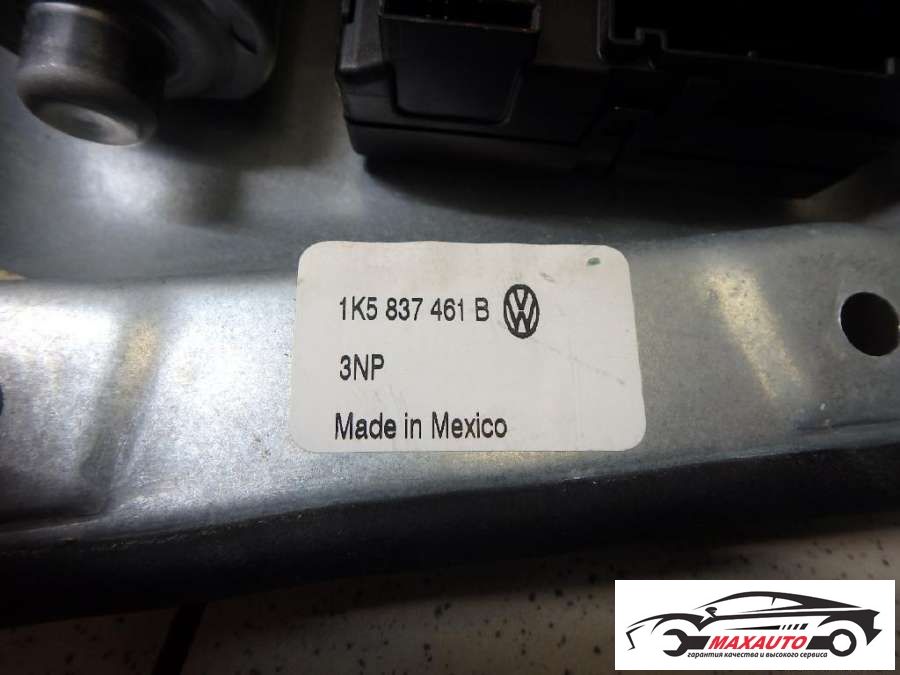 1K5 837 461 B
3NP
Made in Mexico
MAXAUTO
гарантия качества и высокого сервиса